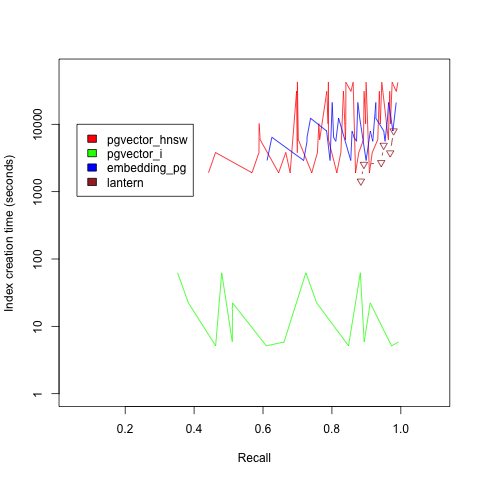 Index creation time (seconds)
10000
1000
100
10
1
pgvector_hnsw
pgvector_i
embedding_pg
lantern
0.2 0.4 0.6 0.8 1.0
Recall